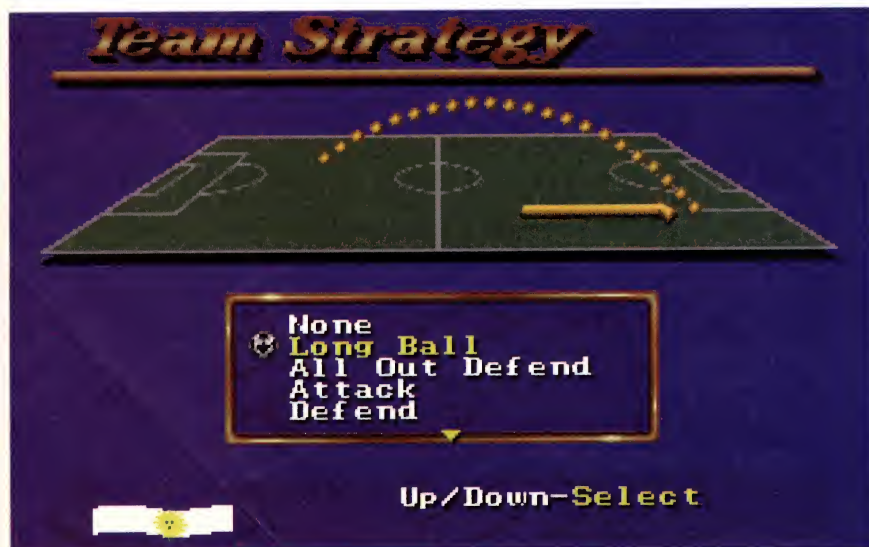 Team Strategy
None
Long Ball
All Out Defend
Attack
Defend
Up/Down-Select